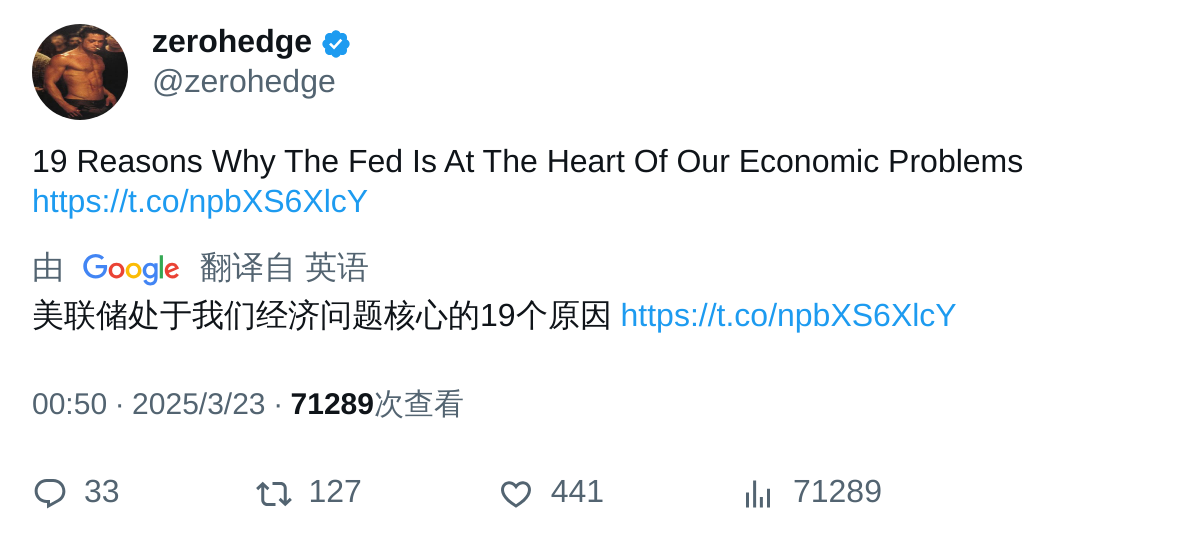 zerohedge
@zerohedge
19 Reasons Why The Fed Is At The Heart Of Our Economic Problems
https://t.co/npbXS6XlcY
由 Google 翻译自 英语
美联储处于我们经济问题核心的19个原因 https://t.co/npbXS6XlcY
00:50 · 2025/3/23 · 71289次查看
33 127 441 71289